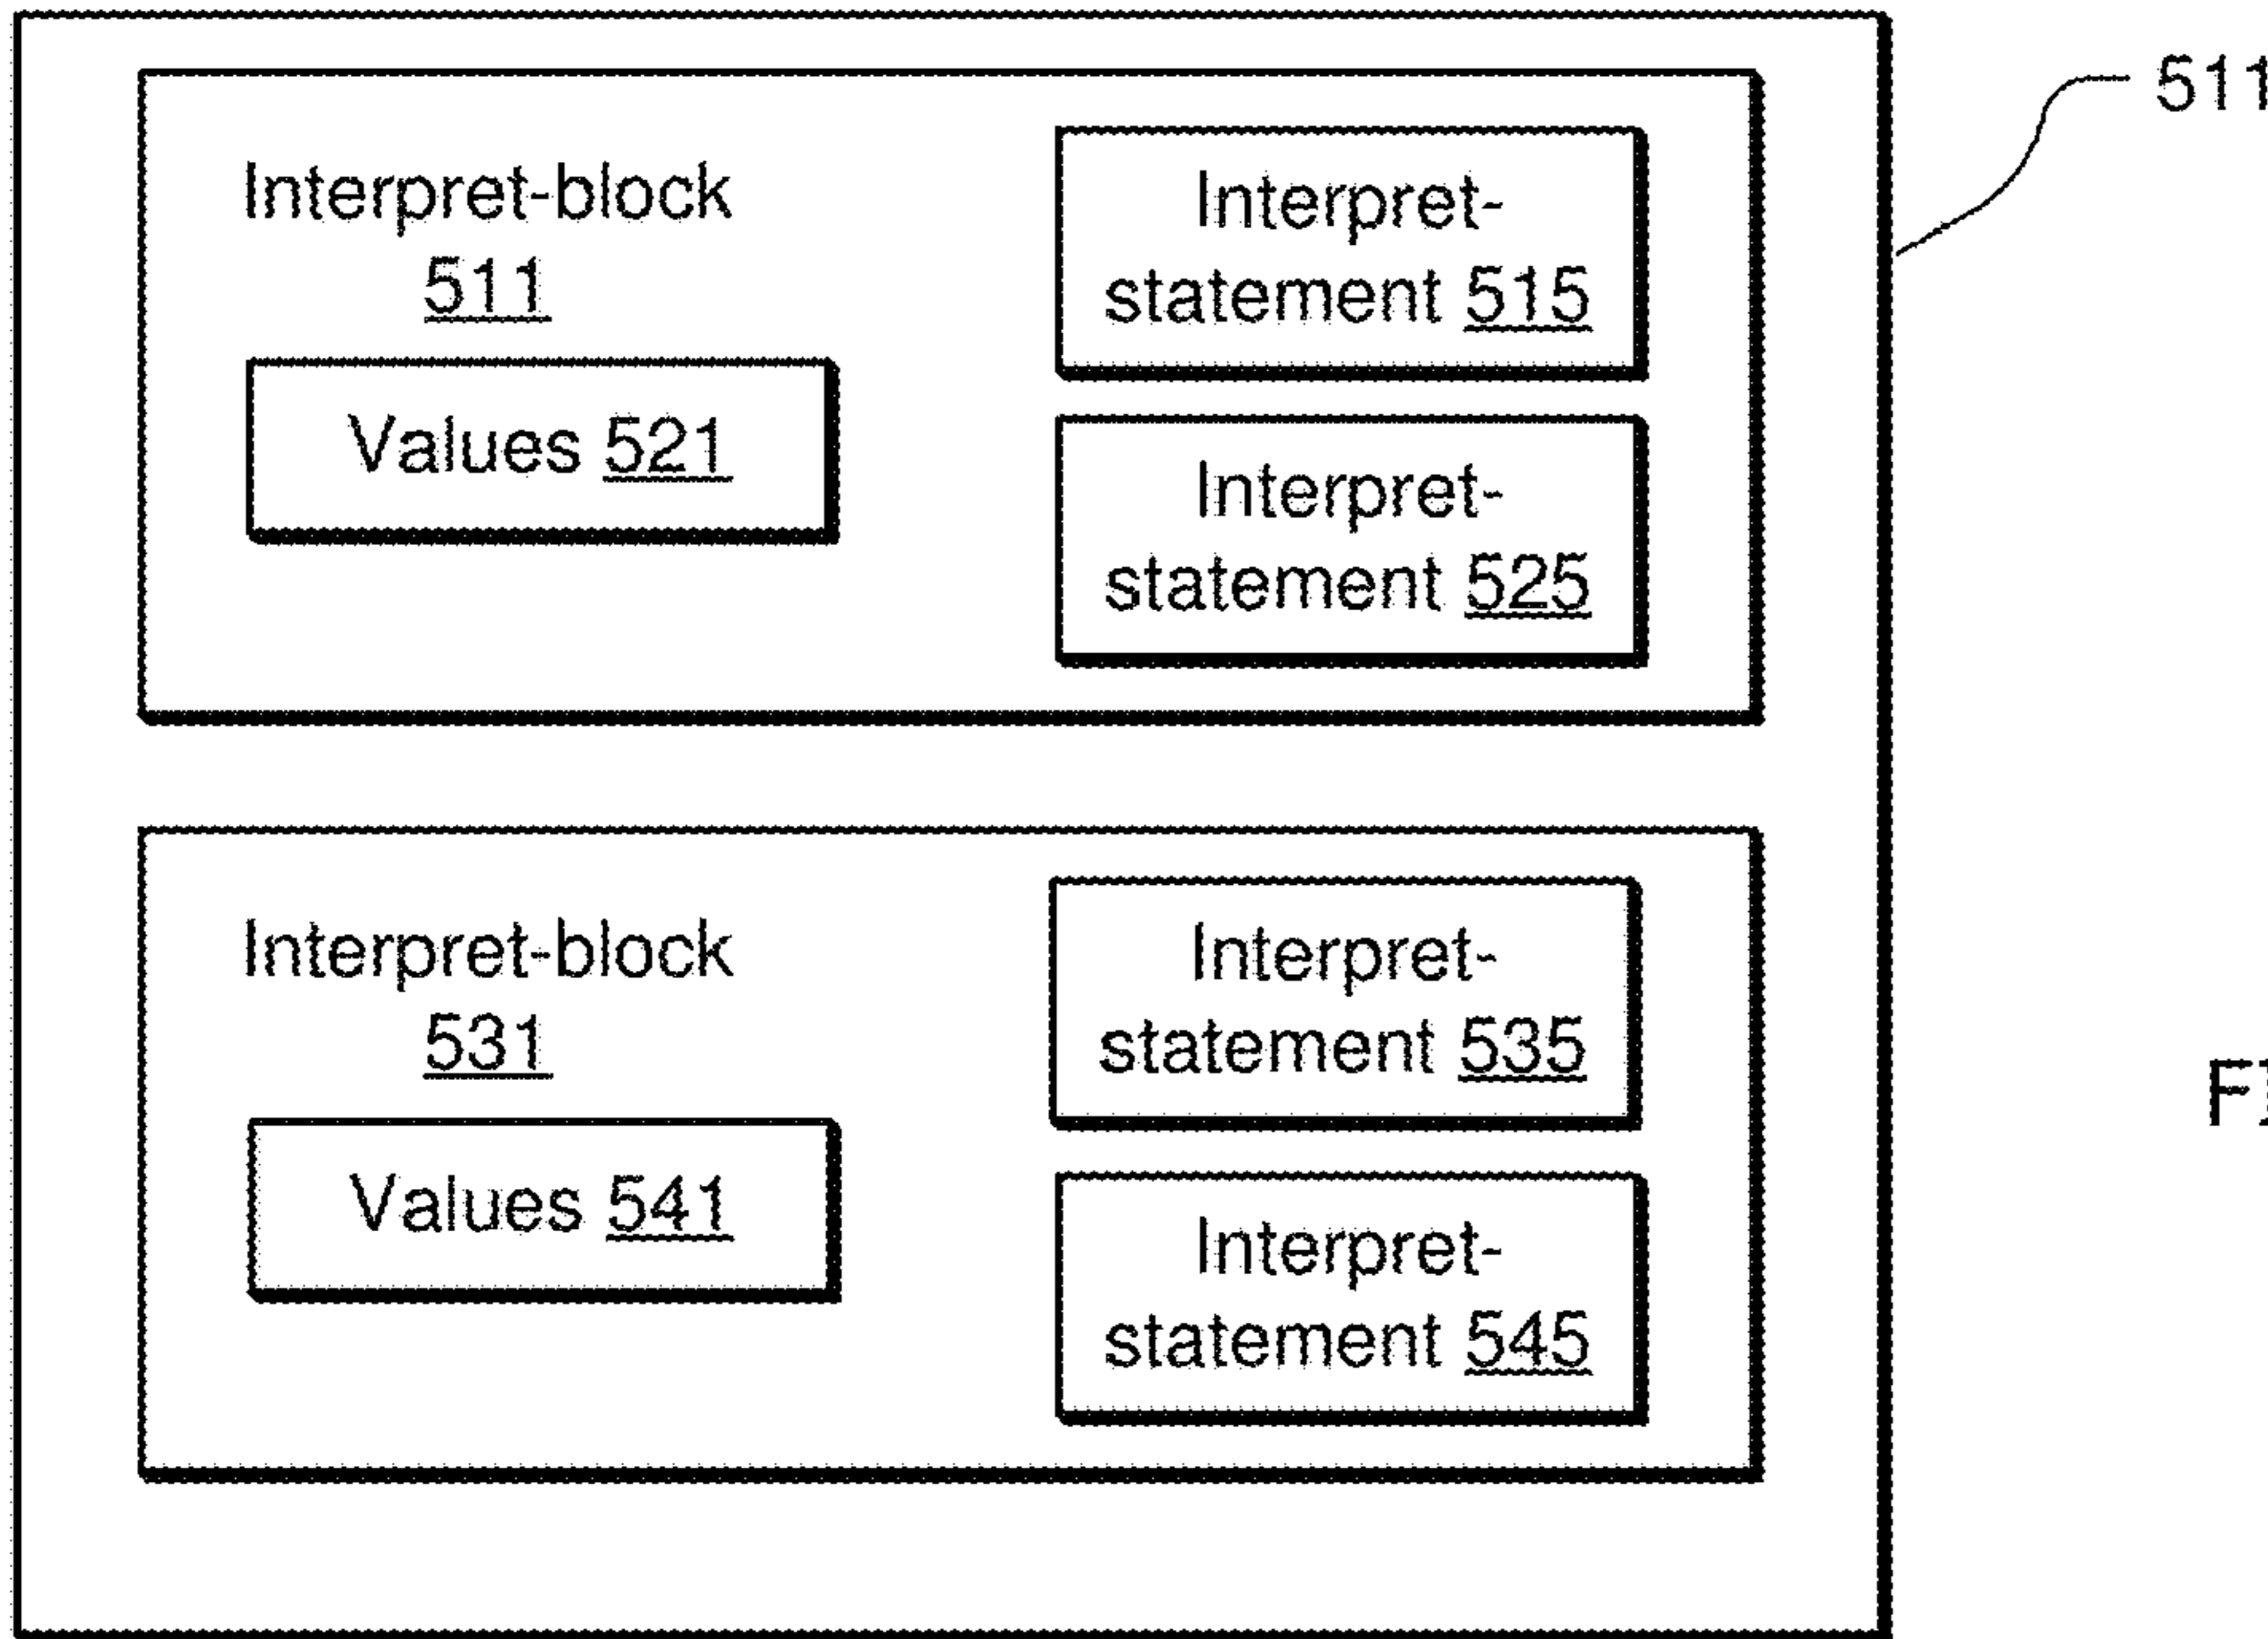 511
Interpret-block
511
Values 521
Interpret-
statement 515
Interpret-
statement 525
Interpret-block
531
Values 541
Interpret-
statement 535
Interpret-
statement 545